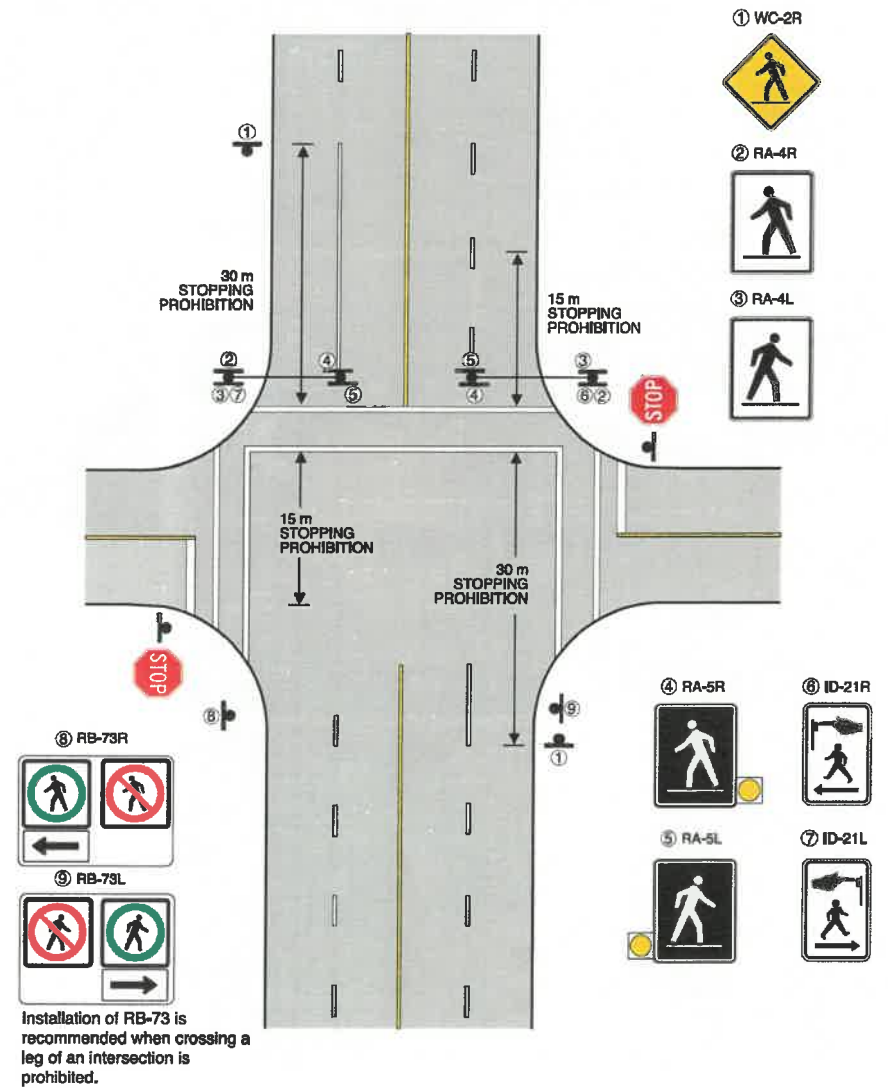 ① WC-2R
①
② RA-4R
30 m
STOPPING
PROHIBITION
15 m
STOPPING
PROHIBITION
③ RA-4L
②
④
⑤
③
③⑦
⑤
④
⑥②
STOP
15 m
STOPPING
PROHIBITION
30 m
STOPPING
PROHIBITION
STOP
④ RA-5R
⑥ ID-21R
⑧
⑨
①
⑧ RB-73R
⑤ RA-5L
⑦ ID-21L
⑨ RB-73L
Installation of RB-73 is
recommended when crossing a
leg of an intersection is
prohibited.